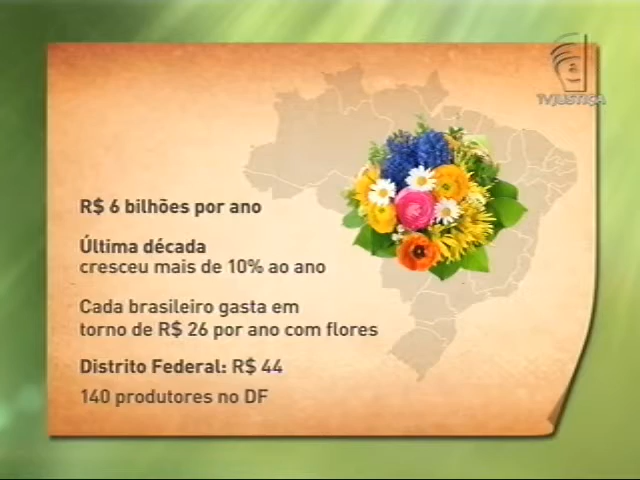 TVJUSTIÇA
R$ 6 bilhões por ano
Última década
cresceu mais de 10% ao ano
Cada brasileiro gasta em
torno de R$ 26 por ano com flores
Distrito Federal: R$ 44
140 produtores no DF